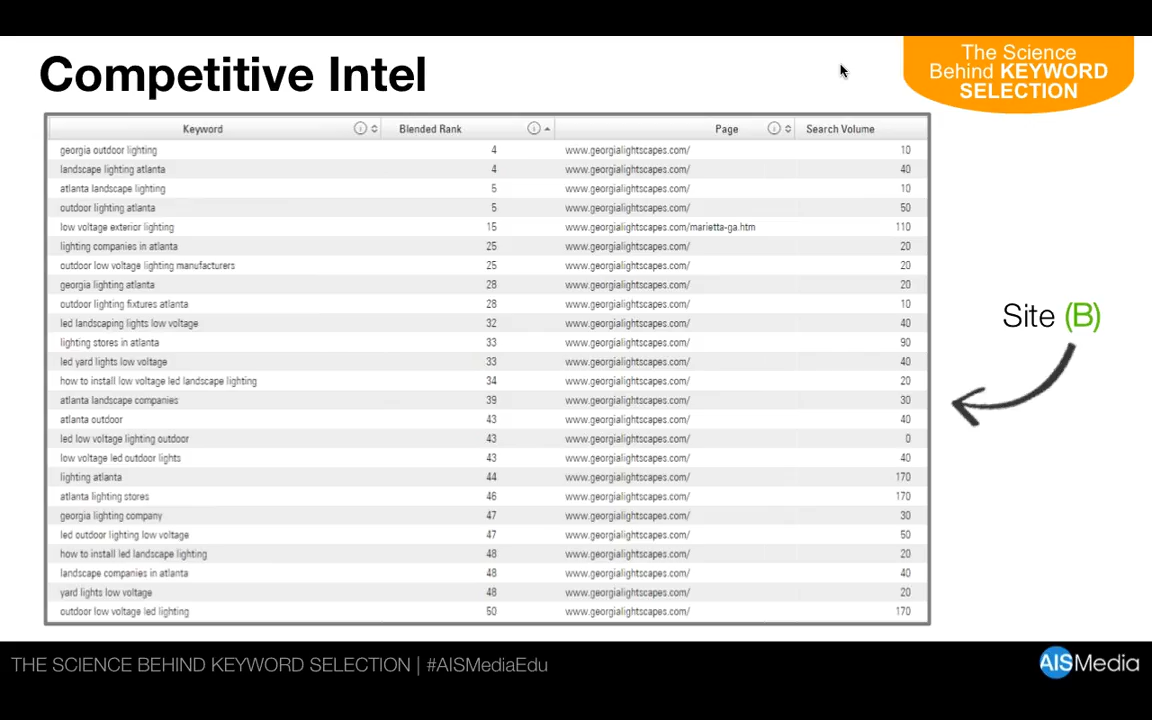 Competitive Intel
The Science
Behind KEYWORD
SELECTION
Keyword Blended Rank Page Search Volume
georgia outdoor lighting 4 www.georgialightscapes.com/ 10
landscape lighting atlanta 4 www.georgialightscapes.com/ 40
atlanta landscape lighting 5 www.georgialightscapes.com/ 10
outdoor lighting atlanta 5 www.georgialightscapes.com/ 50
low voltage exterior lighting 15 www.georgialightscapes.com/marietta-ga.htm 110
lighting companies in atlanta 25 www.georgialightscapes.com/ 20
outdoor low voltage lighting manufacturers 25 www.georgialightscapes.com/ 20
georgia lighting atlanta 28 www.georgialightscapes.com/ 20
outdoor lighting fixtures atlanta 28 www.georgialightscapes.com/ 10
led landscaping lights low voltage 32 www.georgialightscapes.com/ 40
lighting stores in atlanta 33 www.georgialightscapes.com/ 90
led yard lights low voltage 33 www.georgialightscapes.com/ 40
how to install low voltage led landscape lighting 34 www.georgialightscapes.com/ 20
atlanta landscape companies 39 www.georgialightscapes.com/ 30
atlanta outdoor 43 www.georgialightscapes.com/ 40
led low voltage lighting outdoor 43 www.georgialightscapes.com/ 0
low voltage led outdoor lights 43 www.georgialightscapes.com/ 40
lighting atlanta 44 www.georgialightscapes.com/ 170
atlanta lighting stores 46 www.georgialightscapes.com/ 170
georgia lighting company 47 www.georgialightscapes.com/ 30
led outdoor lighting low voltage 47 www.georgialightscapes.com/ 50
how to install led landscape lighting 48 www.georgialightscapes.com/ 20
landscape companies in atlanta 48 www.georgialightscapes.com/ 40
yard lights low voltage 48 www.georgialightscapes.com/ 20
outdoor low voltage led lighting 50 www.georgialightscapes.com/ 170
Site (B)
THE SCIENCE BEHIND KEYWORD SELECTION | #AISMediaEdu
AISMedia